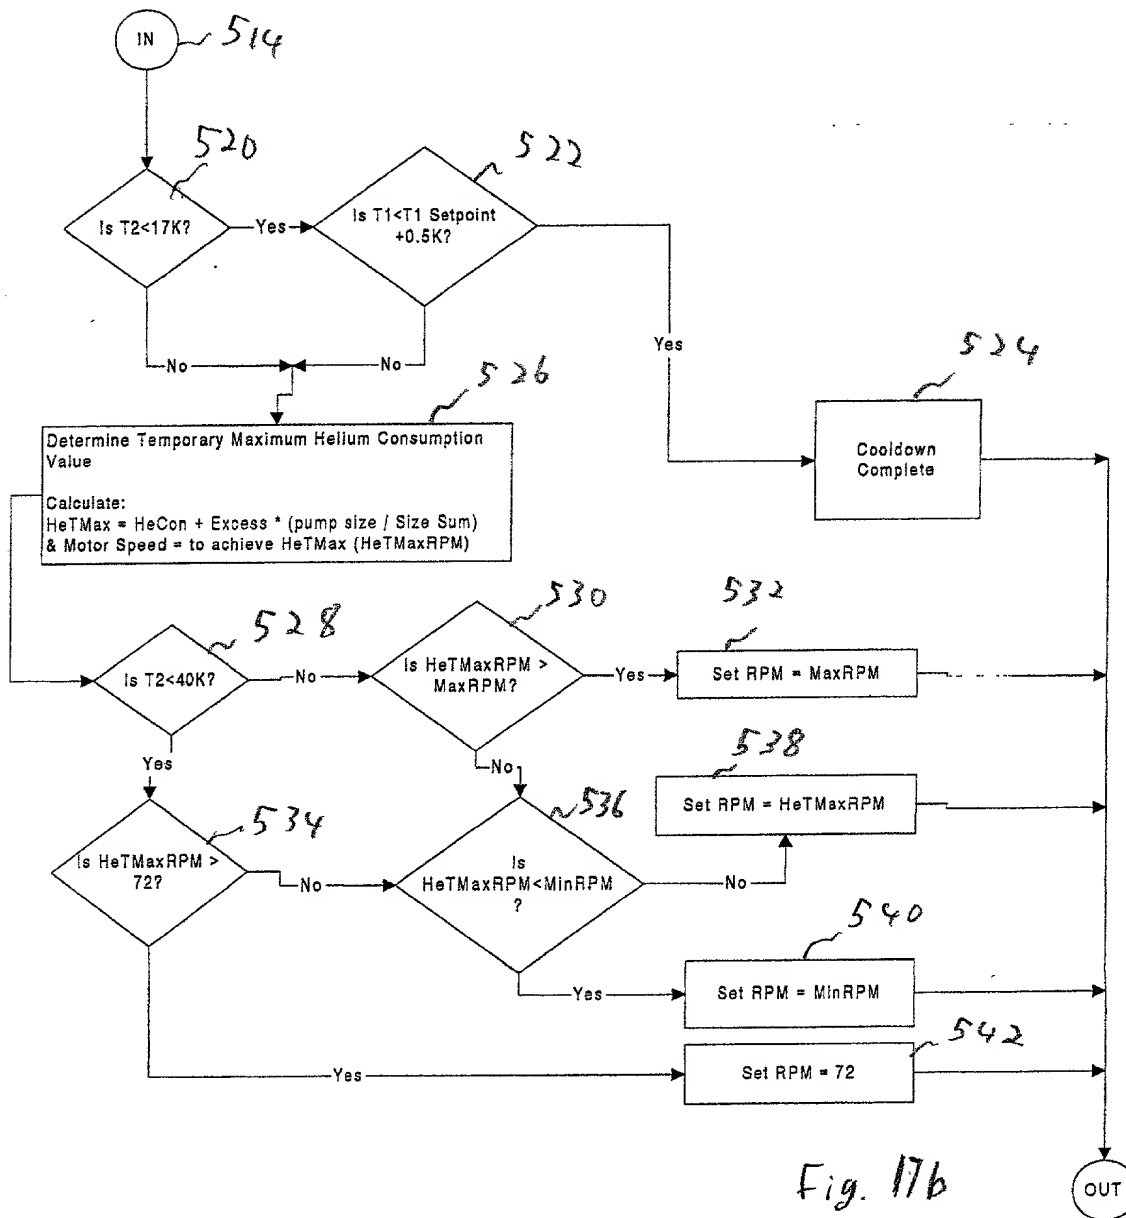 IN
514
520
522
Is T2<17K?
Yes
Is T1<T1 Setpoint
+0.5K?
Yes
No
No
524
Cooldown
Complete
526
Determine Temporary Maximum Helium Consumption
Value
Calculate:
HeTMax = HeCon + Excess * (pump size / Size Sum)
& Motor Speed = to achieve HeTMax (HeTMaxRPM)
528
530
532
Is T2<40K?
No
Is HeTMaxRPM >
MaxRPM?
Yes
Set RPM = MaxRPM
Yes
No
538
Set RPM = HeTMaxRPM
534
536
Is HeTMaxRPM >
72?
No
Is
HeTMaxRPM<MinRPM
?
No
540
Yes
Set RPM = MinRPM
542
Yes
Set RPM = 72
Fig. 17b
OUT